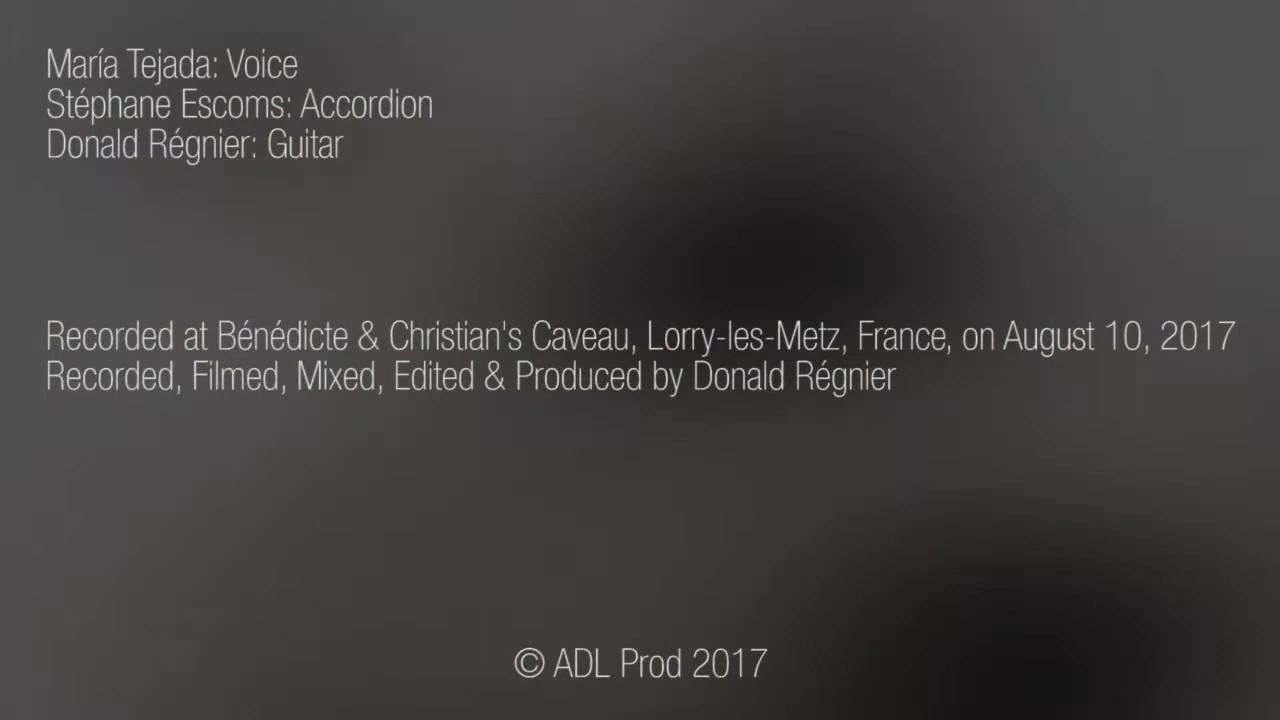 María Tejada: Voice
Stéphane Escoms: Accordion
Donald Régnier: Guitar
Recorded at Bénédicte & Christian's Caveau, Lorry-les-Metz, France, on August 10, 2017
Recorded, Filmed, Mixed, Edited & Produced by Donald Régnier
© ADL Prod 2017